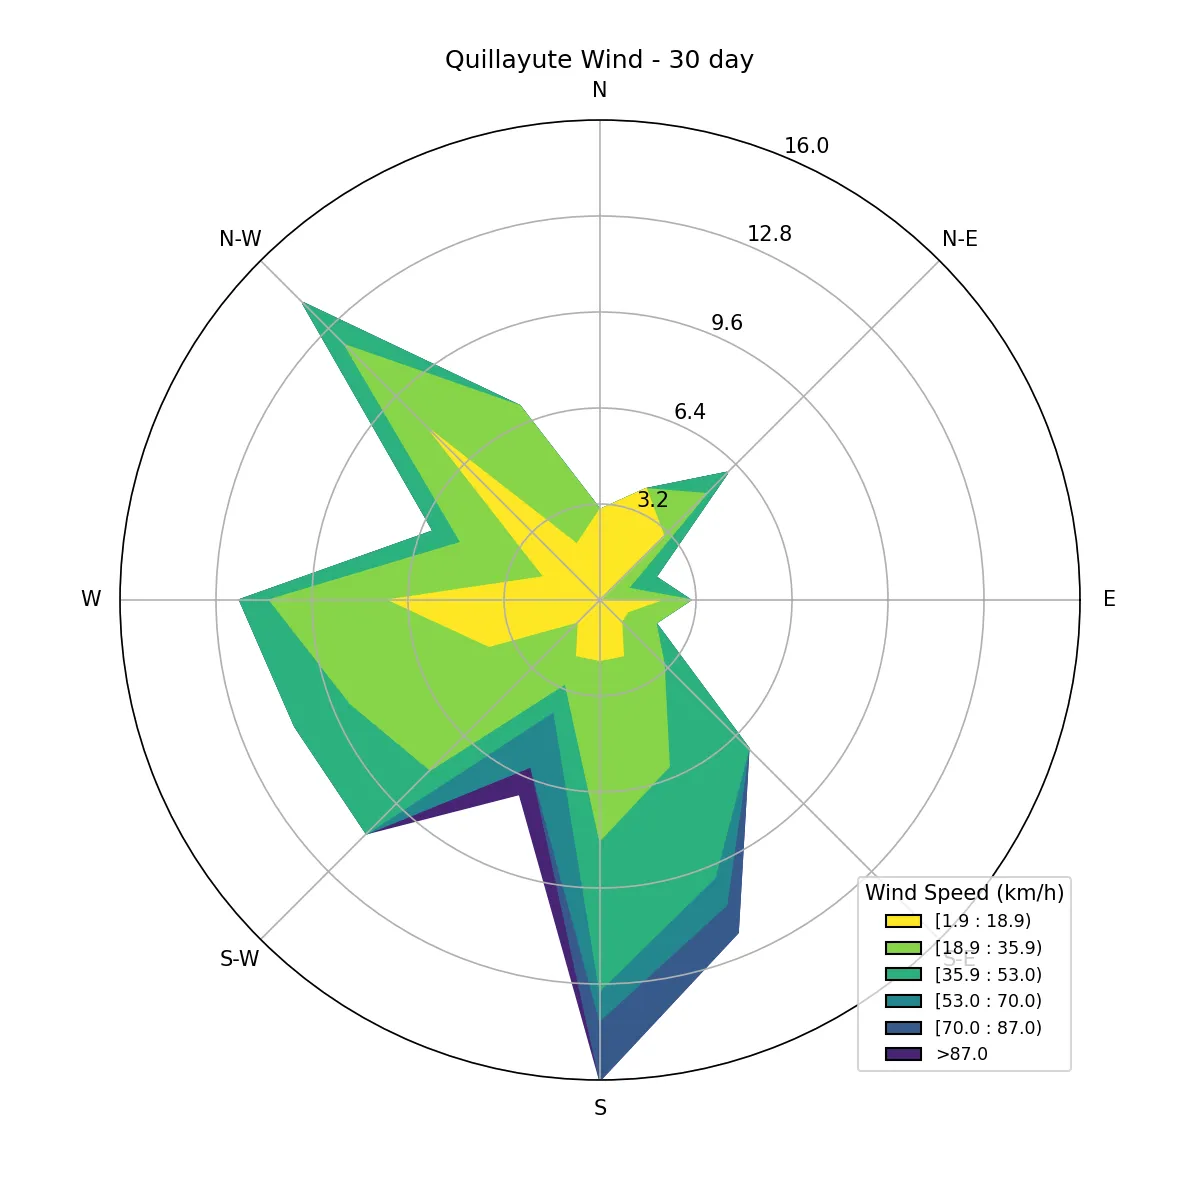 Quillayute Wind - 30 day
N
16.0
12.8
N-W
N-E
9.6
6.4
3.2
W
E
Wind Speed (km/h)
[1.9 : 18.9)
[18.9 : 35.9)
S-W
S-E
[35.9 : 53.0)
[53.0 : 70.0)
[70.0 : 87.0)
>87.0
S